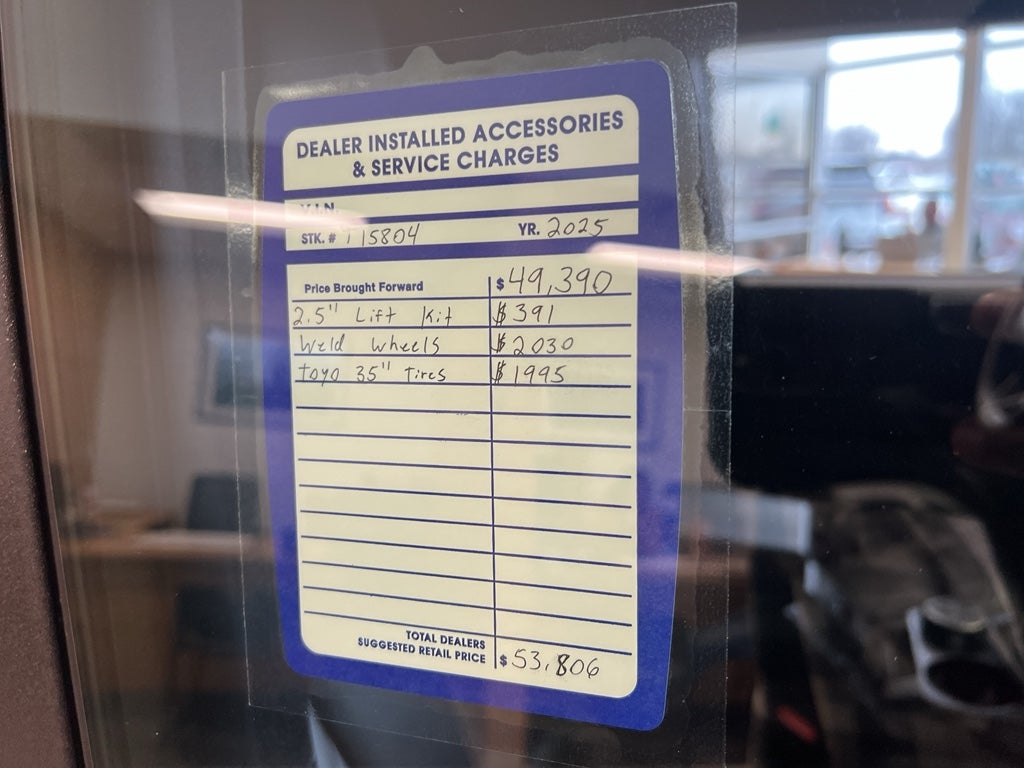 DEALER INSTALLED ACCESSORIES
& SERVICE CHARGES
V.I.N.
STK. # T15804 YR. 2025
Price Brought Forward $49,390
2.5" Lift Kit $391
Weld Wheels $2030
Toyo 35" Tires $1995
TOTAL DEALERS
SUGGESTED RETAIL PRICE $53,806